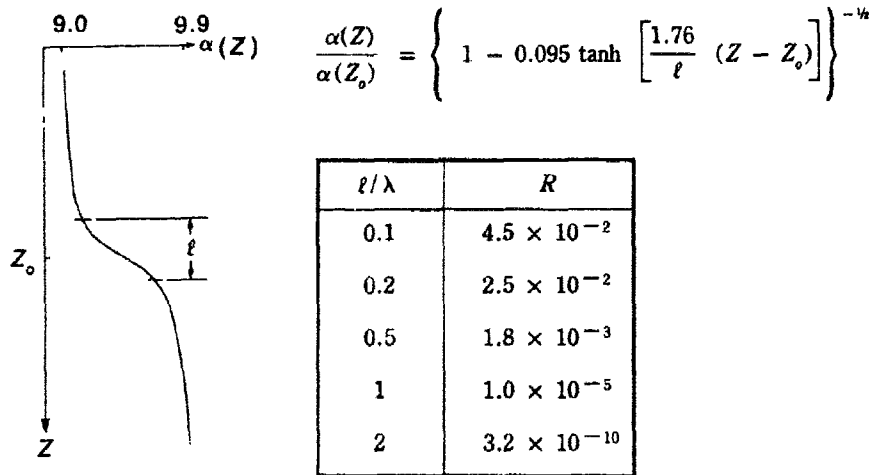 9.0 9.9
α(Z)
Z₀
ℓ
Z
α(Z) / α(Z₀) = { 1 − 0.095 tanh [ 1.76 / ℓ (Z − Z₀) ] }^−½
ℓ/λ R
0.1 4.5 × 10⁻²
0.2 2.5 × 10⁻²
0.5 1.8 × 10⁻³
1 1.0 × 10⁻⁵
2 3.2 × 10⁻¹⁰